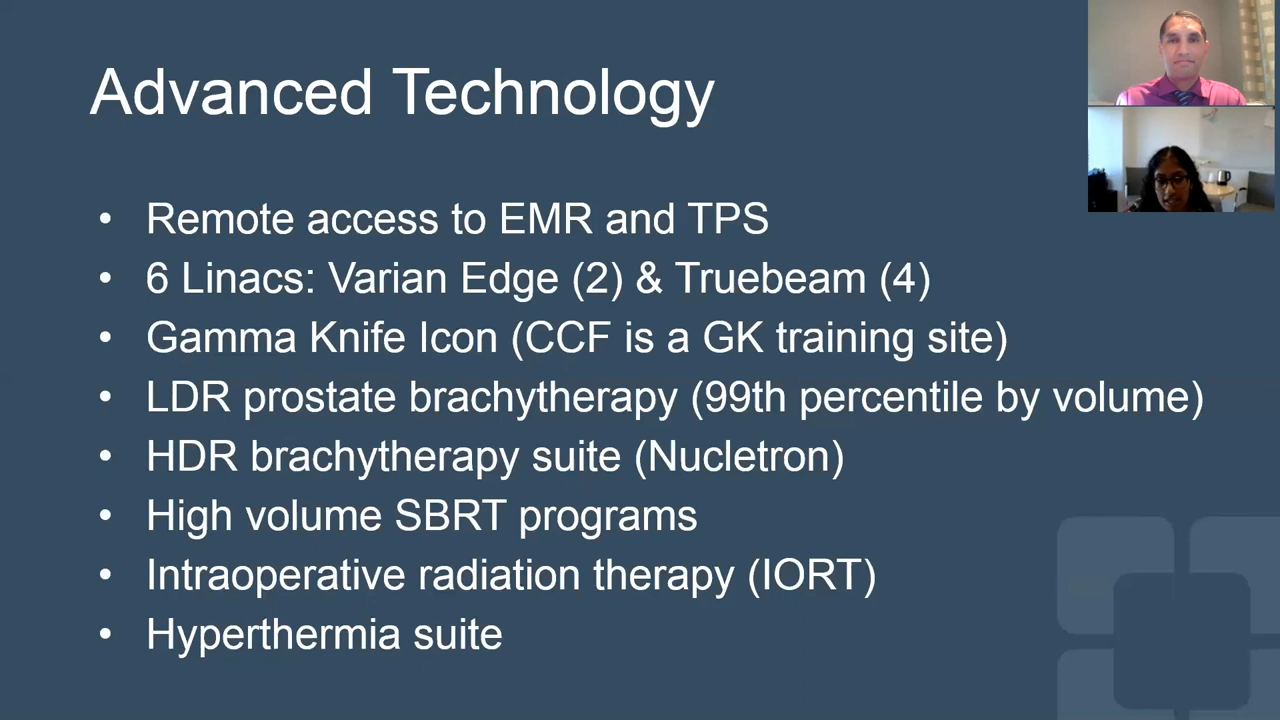 Advanced Technology
• Remote access to EMR and TPS
• 6 Linacs: Varian Edge (2) & Truebeam (4)
• Gamma Knife Icon (CCF is a GK training site)
• LDR prostate brachytherapy (99th percentile by volume)
• HDR brachytherapy suite (Nucletron)
• High volume SBRT programs
• Intraoperative radiation therapy (IORT)
• Hyperthermia suite